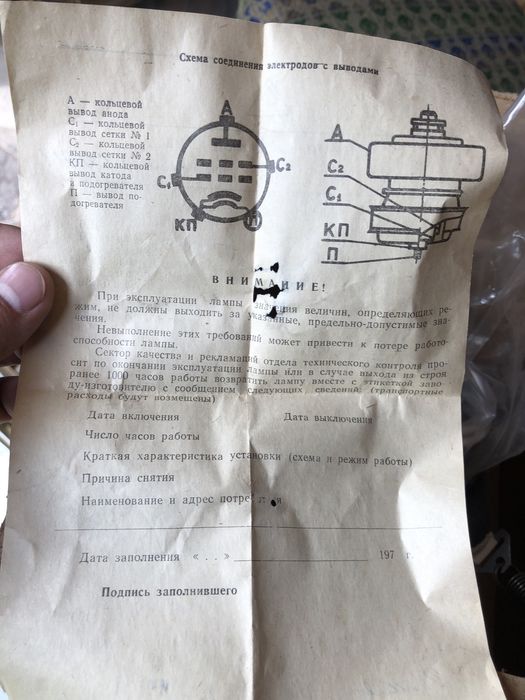 Схема соединения электродов с выводами
А — кольцевой
вывод анода
С₁ — кольцевой
вывод сетки № 1
С₂ — кольцевой
вывод сетки № 2
КП — кольцевой
вывод катода
и подогревателя
П — вывод по-
догревателя
А
С₂
С₁
КП
П
А
С₂
С₁
КП
П
ВНИМАНИЕ!
При эксплуатации лампы значения величин, определяющих ре-
жим, не должны выходить за указанные, предельно-допустимые зна-
чения.
Невыполнение этих требований может привести к потере работо-
способности лампы.
Сектор качества и рекламаций отдела технического контроля про-
сит по окончании эксплуатации лампы или в случае выхода из строя
ранее 1000 часов работы возвратить лампу вместе с этикеткой заво-
ду-изготовителю с сообщением следующих сведений: (транспортные
расходы будут возмещены)
Дата включения Дата выключения
Число часов работы
Краткая характеристика установки (схема и режим работы)
Причина снятия
Наименование и адрес
Дата заполнения « . . » 197 г.
Подпись заполнившего